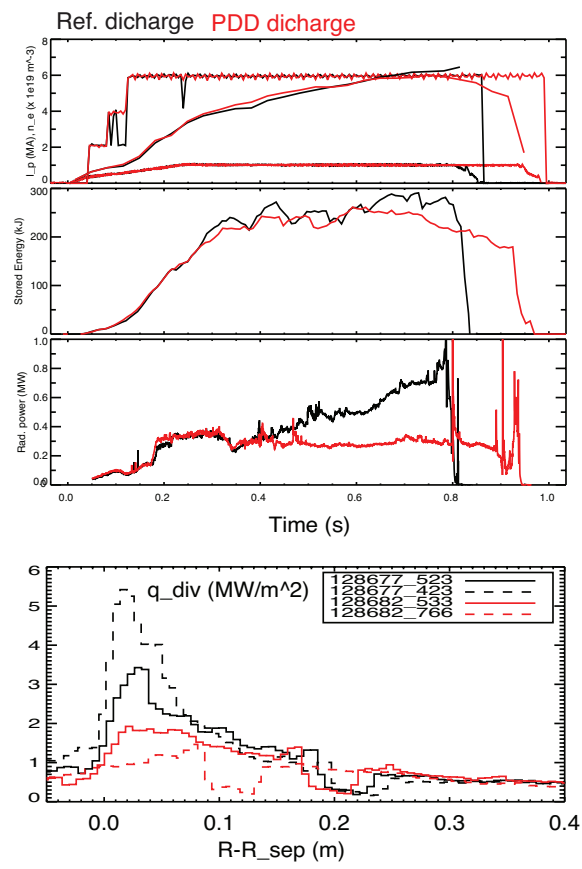 Ref. dicharge PDD discharge
I_p (MA), n_e (x 1e19 m^-3)
8
6
4
2
0
Stored Energy (kJ)
300
200
100
0
Rad. power (MW)
1.0
0.8
0.6
0.4
0.2
0.0
0.0 0.2 0.4 0.6 0.8 1.0
Time (s)
q_div (MW/m^2)
128677_523
128677_423
128682_533
128682_766
6
5
4
3
2
1
0
0.0 0.1 0.2 0.3 0.4
R-R_sep (m)